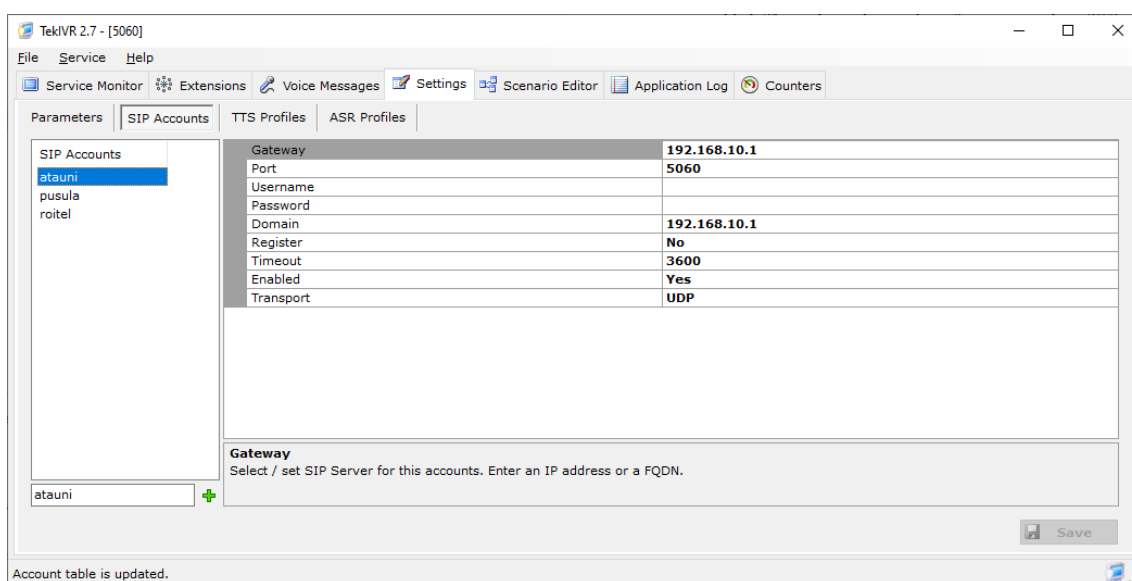 TekIVR 2.7 - [5060]
File Service Help
Service Monitor Extensions Voice Messages Settings Scenario Editor Application Log Counters
Parameters SIP Accounts TTS Profiles ASR Profiles
SIP Accounts
atauni
pusula
roitel
Gateway 192.168.10.1
Port 5060
Username
Password
Domain 192.168.10.1
Register No
Timeout 3600
Enabled Yes
Transport UDP
Gateway
Select / set SIP Server for this accounts. Enter an IP address or a FQDN.
atauni
Save
Account table is updated.